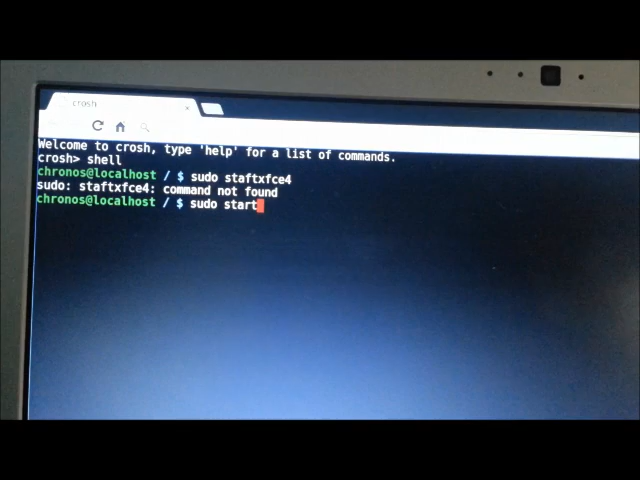 crosh
Welcome to crosh, type 'help' for a list of commands.
crosh> shell
chronos@localhost / $ sudo staftxfce4
sudo: staftxfce4: command not found
chronos@localhost / $ sudo start